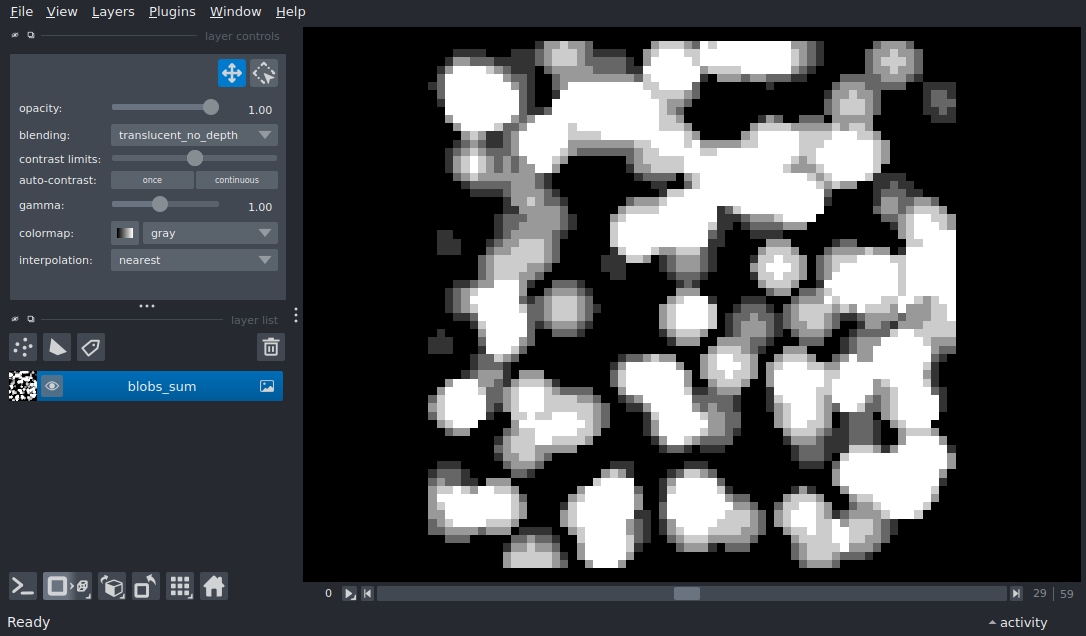 File View Layers Plugins Window Help
layer controls
opacity: 1.00
blending: translucent_no_depth
contrast limits:
auto-contrast: once continuous
gamma: 1.00
colormap: gray
interpolation: nearest
layer list
blobs_sum
0 29 59
Ready activity